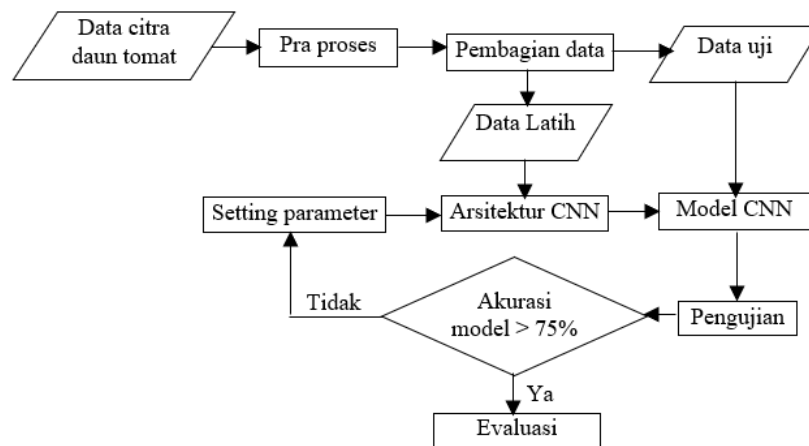 Data citra
daun tomat
Pra proses
Pembagian data
Data uji
Data Latih
Setting parameter
Arsitektur CNN
Model CNN
Tidak
Akurasi
model > 75%
Pengujian
Ya
Evaluasi